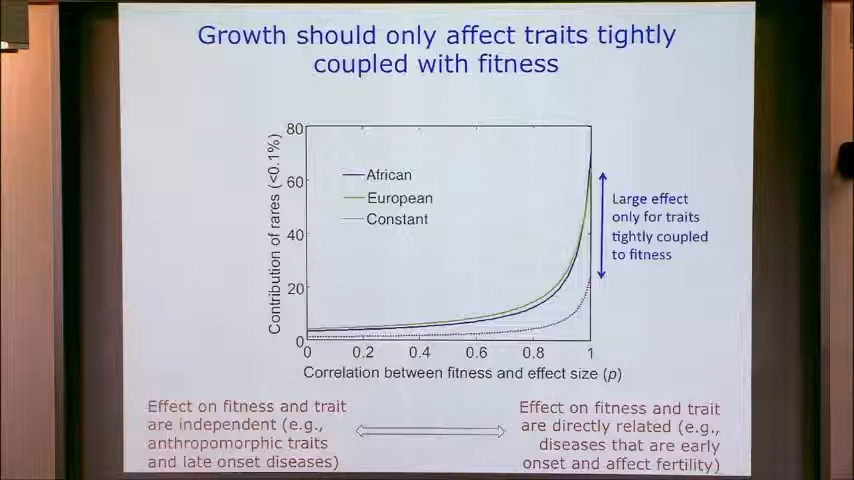 Growth should only affect traits tightly
coupled with fitness
80
60
40
20
0
Contribution of rares (<0.1%)
African
European
Constant
Large effect
only for traits
tightly coupled
to fitness
0
0.2
0.4
0.6
0.8
1
Correlation between fitness and effect size (p)
Effect on fitness and trait
are independent (e.g.,
anthropomorphic traits
and late onset diseases)
Effect on fitness and trait
are directly related (e.g.,
diseases that are early
onset and affect fertility)